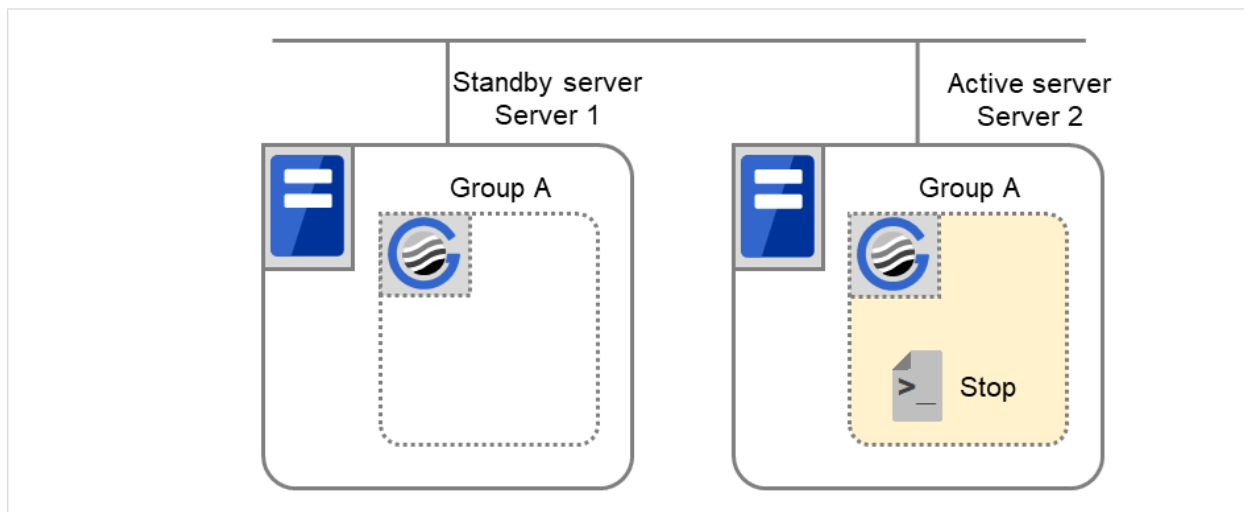 Standby server
Server 1
Active server
Server 2
Group A
Group A
>_
Stop